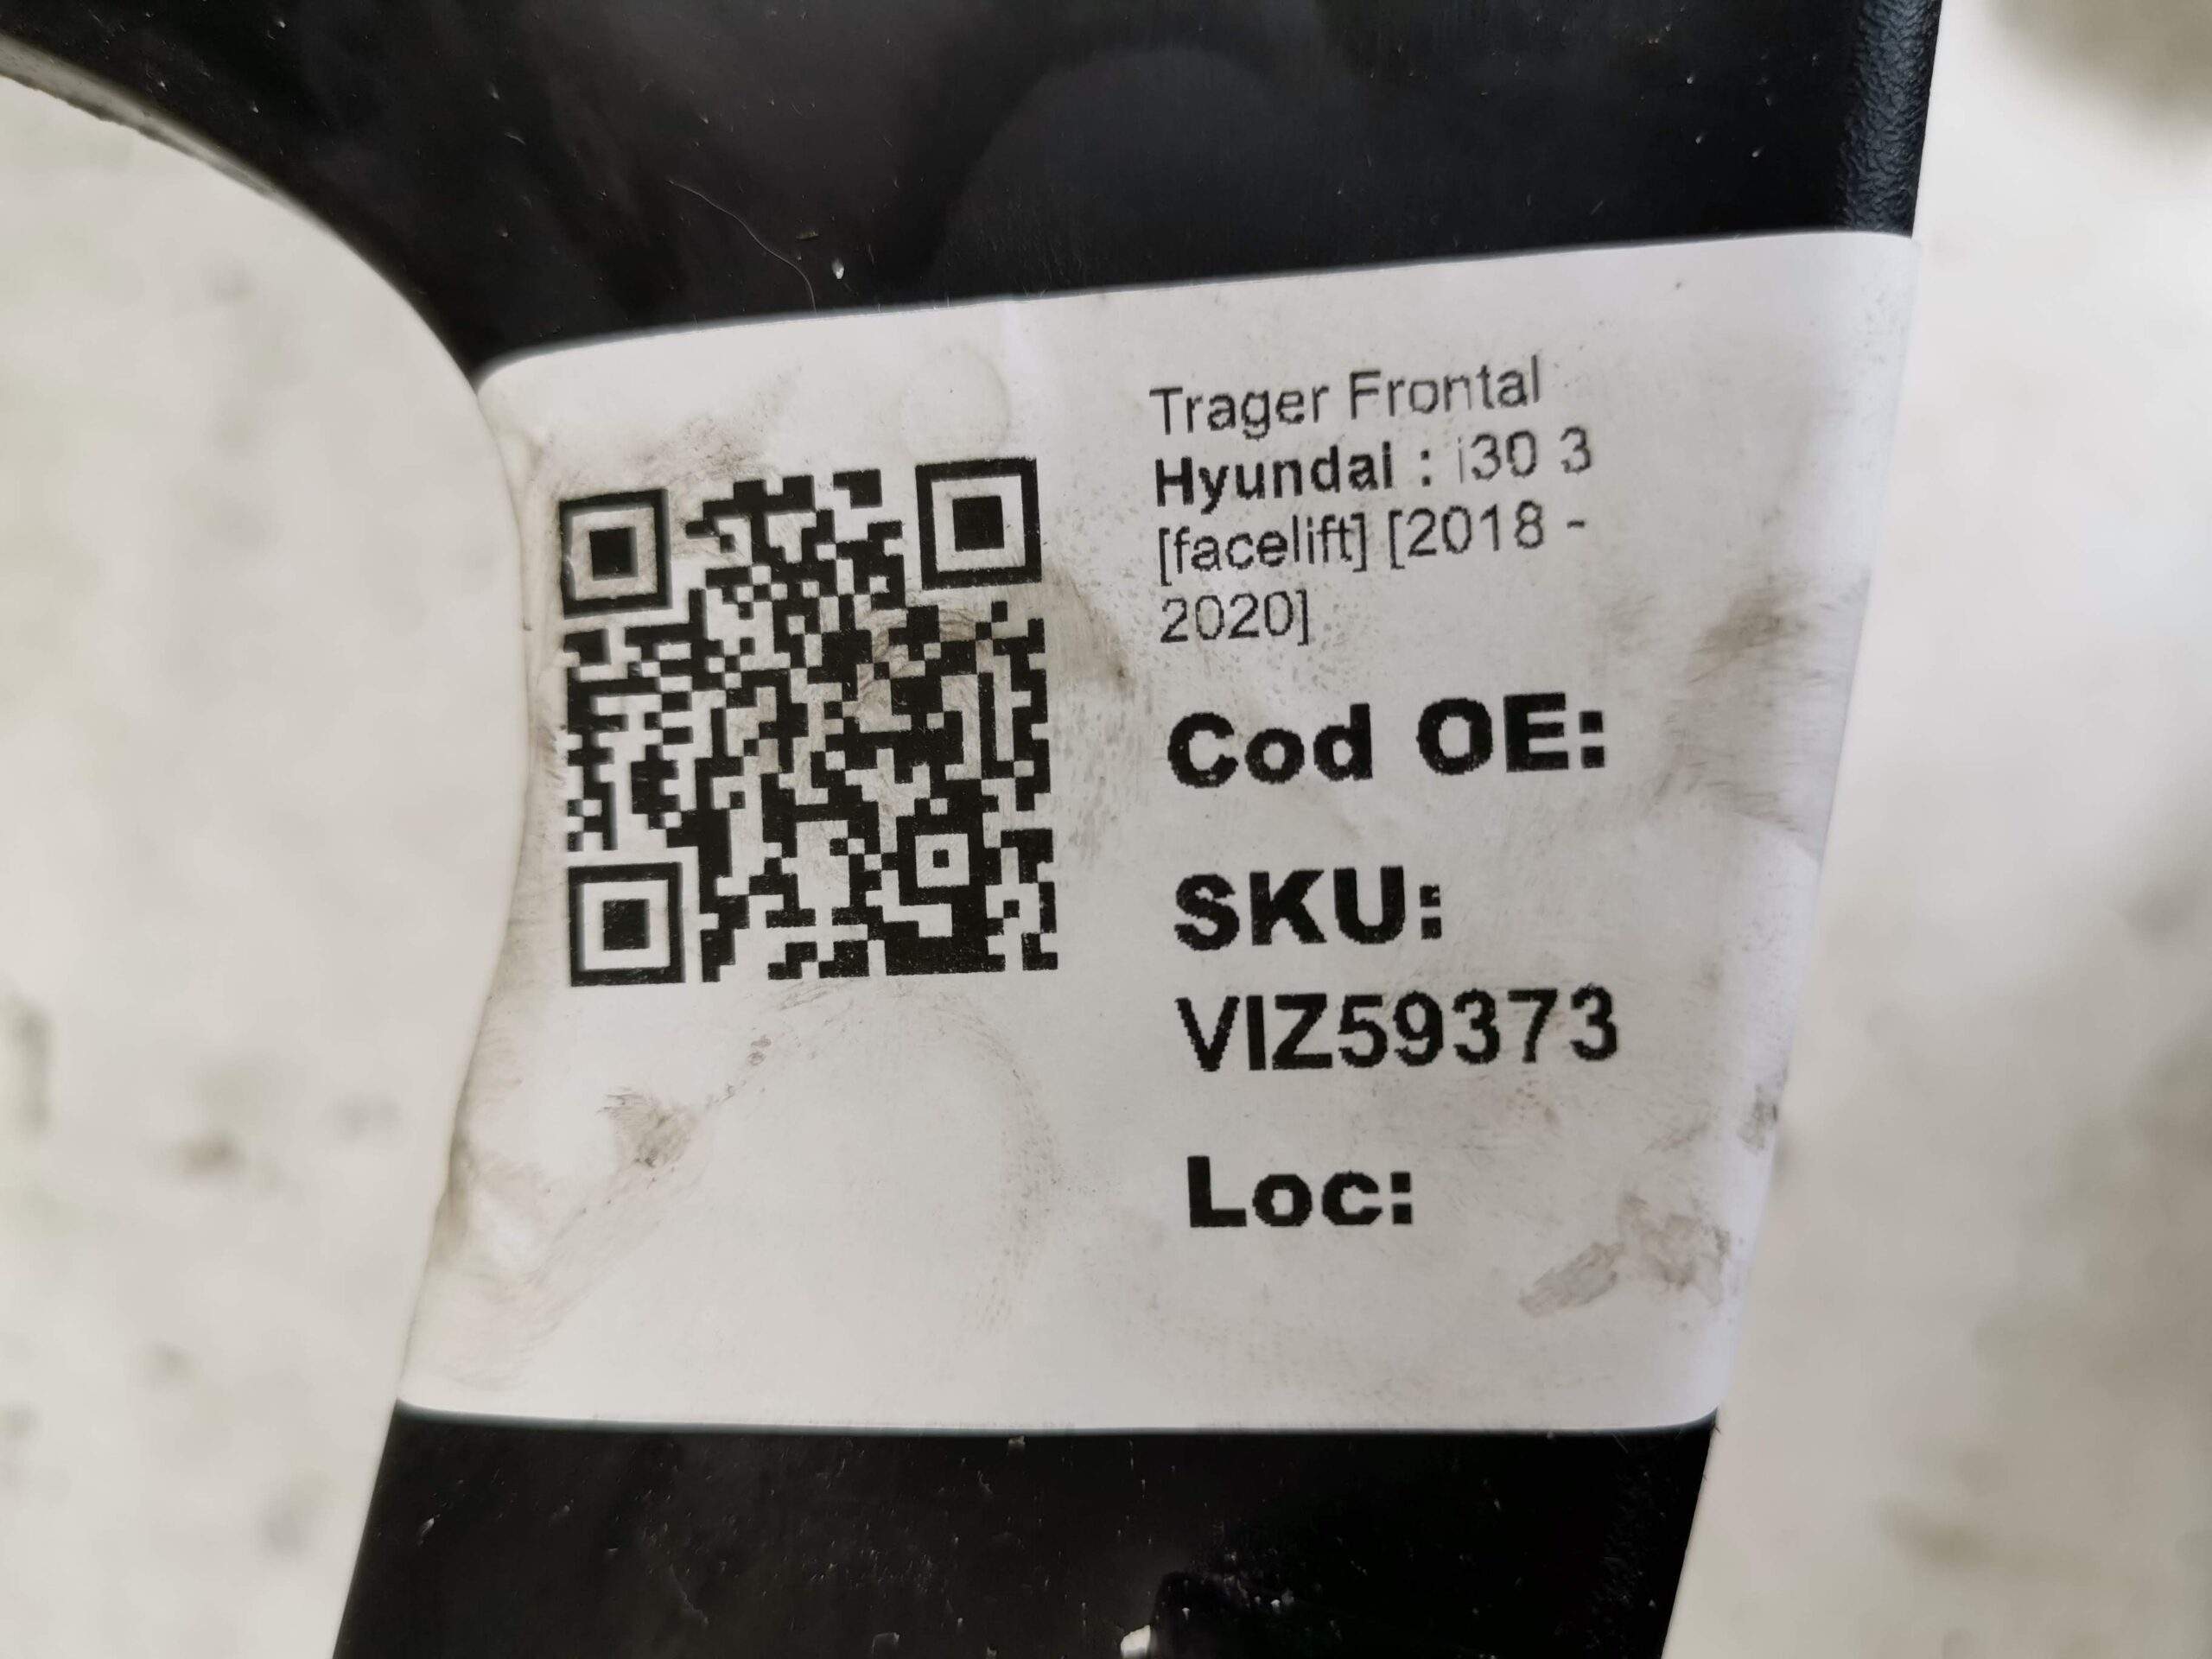 Trager Frontal
Hyundai : i30 3
[facelift] [2018 -
2020]
Cod OE:
SKU:
VIZ59373
Loc: